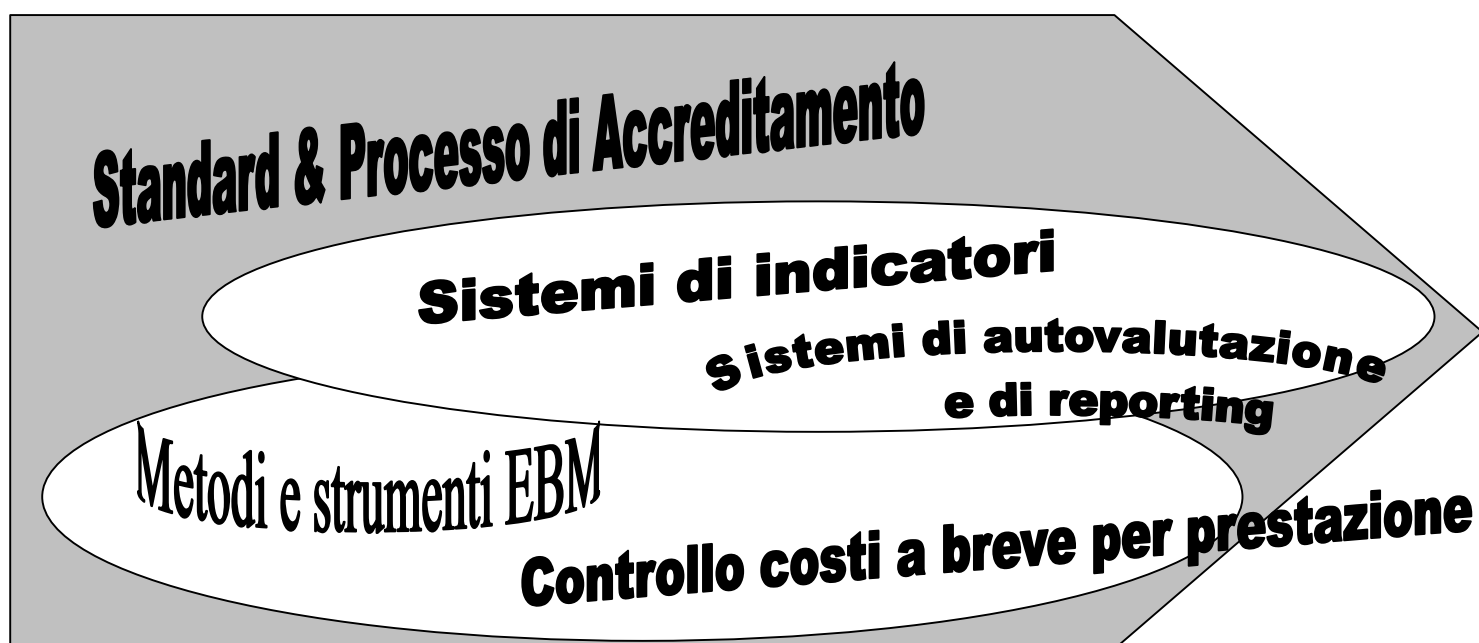 Standard & Processo di Accreditamento
Sistemi di indicatori
Sistemi di autovalutazione
e di reporting
Metodi e strumenti EBM
Controllo costi a breve per prestazione